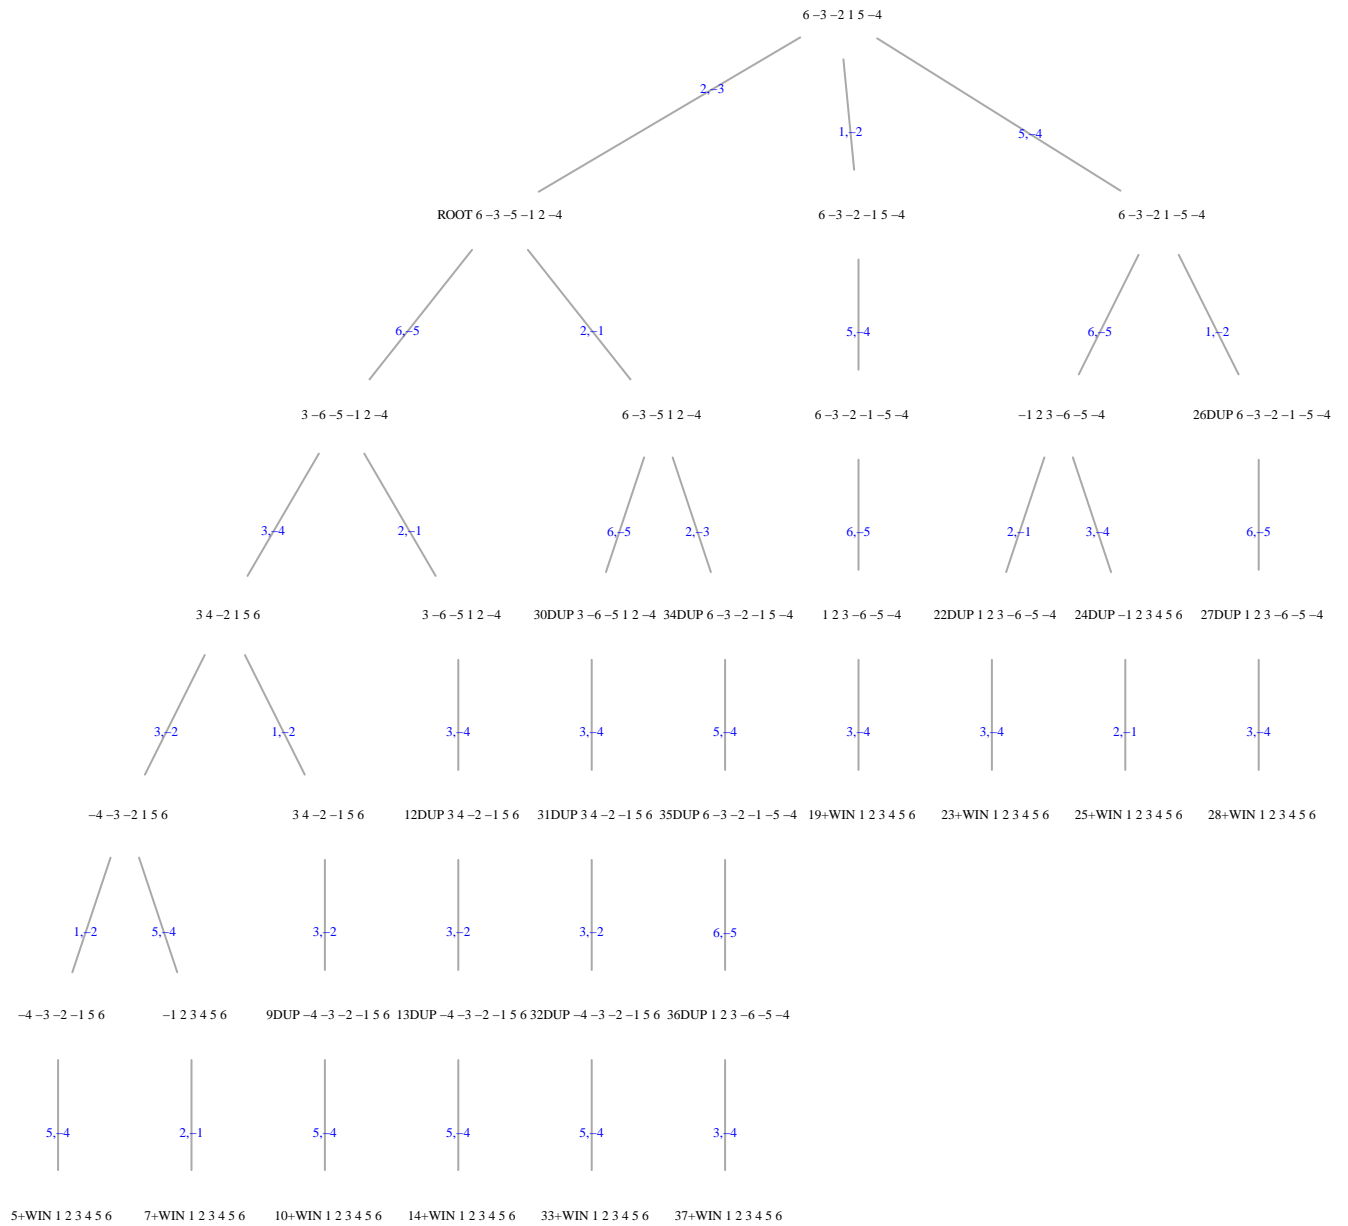 6 −3 −2 1 5 −4
2,−3
1,−2
5,−4
ROOT 6 −3 −5 −1 2 −4
6 −3 −2 −1 5 −4
6 −3 −2 1 −5 −4
6,−5
2,−1
5,−4
6,−5
1,−2
3 −6 −5 −1 2 −4
6 −3 −5 1 2 −4
6 −3 −2 −1 −5 −4
−1 2 3 −6 −5 −4
26DUP 6 −3 −2 −1 −5 −4
3,−4
2,−1
6,−5
2,−3
6,−5
2,−1
3,−4
6,−5
3 4 −2 1 5 6
3 −6 −5 1 2 −4
30DUP 3 −6 −5 1 2 −4
34DUP 6 −3 −2 −1 5 −4
1 2 3 −6 −5 −4
22DUP 1 2 3 −6 −5 −4
24DUP −1 2 3 4 5 6
27DUP 1 2 3 −6 −5 −4
3,−2
1,−2
3,−4
3,−4
5,−4
3,−4
3,−4
2,−1
3,−4
−4 −3 −2 1 5 6
3 4 −2 −1 5 6
12DUP 3 4 −2 −1 5 6
31DUP 3 4 −2 −1 5 6
35DUP 6 −3 −2 −1 −5 −4
19+WIN 1 2 3 4 5 6
23+WIN 1 2 3 4 5 6
25+WIN 1 2 3 4 5 6
28+WIN 1 2 3 4 5 6
1,−2
5,−4
3,−2
3,−2
3,−2
6,−5
−4 −3 −2 −1 5 6
−1 2 3 4 5 6
9DUP −4 −3 −2 −1 5 6
13DUP −4 −3 −2 −1 5 6
32DUP −4 −3 −2 −1 5 6
36DUP 1 2 3 −6 −5 −4
5,−4
2,−1
5,−4
5,−4
5,−4
3,−4
5+WIN 1 2 3 4 5 6
7+WIN 1 2 3 4 5 6
10+WIN 1 2 3 4 5 6
14+WIN 1 2 3 4 5 6
33+WIN 1 2 3 4 5 6
37+WIN 1 2 3 4 5 6